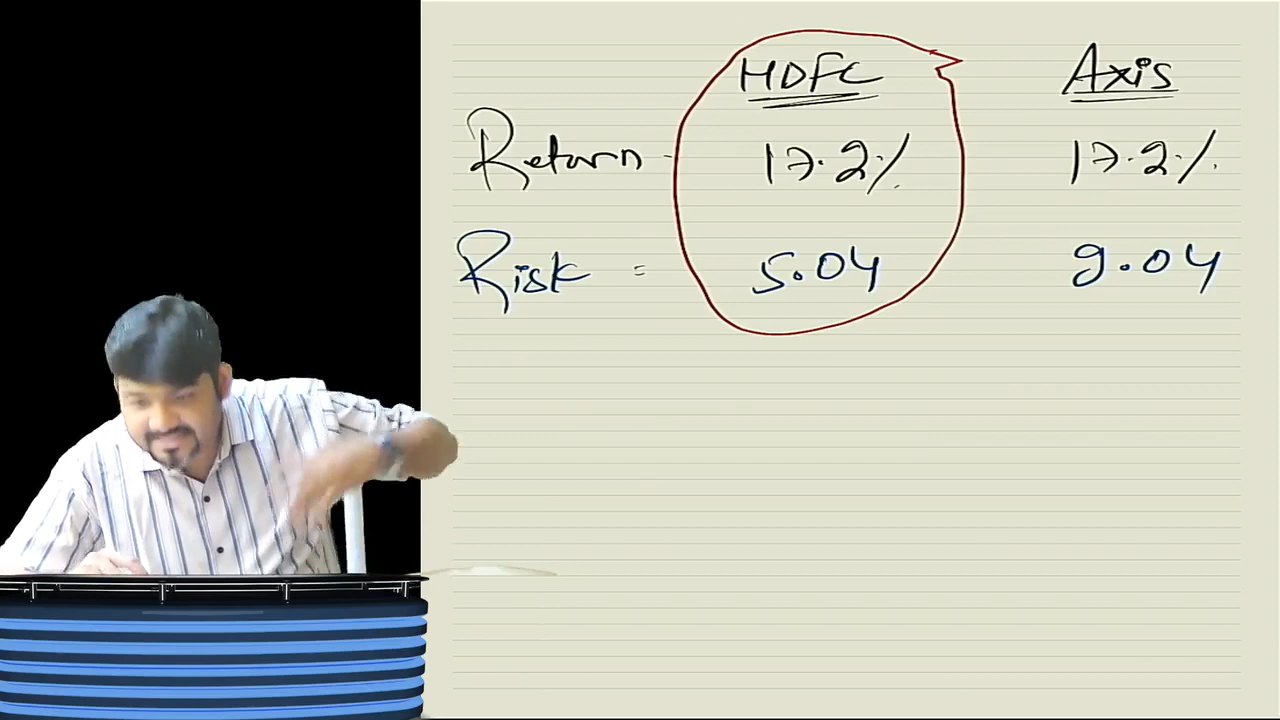 HDFC Axis
Return - 17.2% 17.2%.
Risk = 5.04 9.04